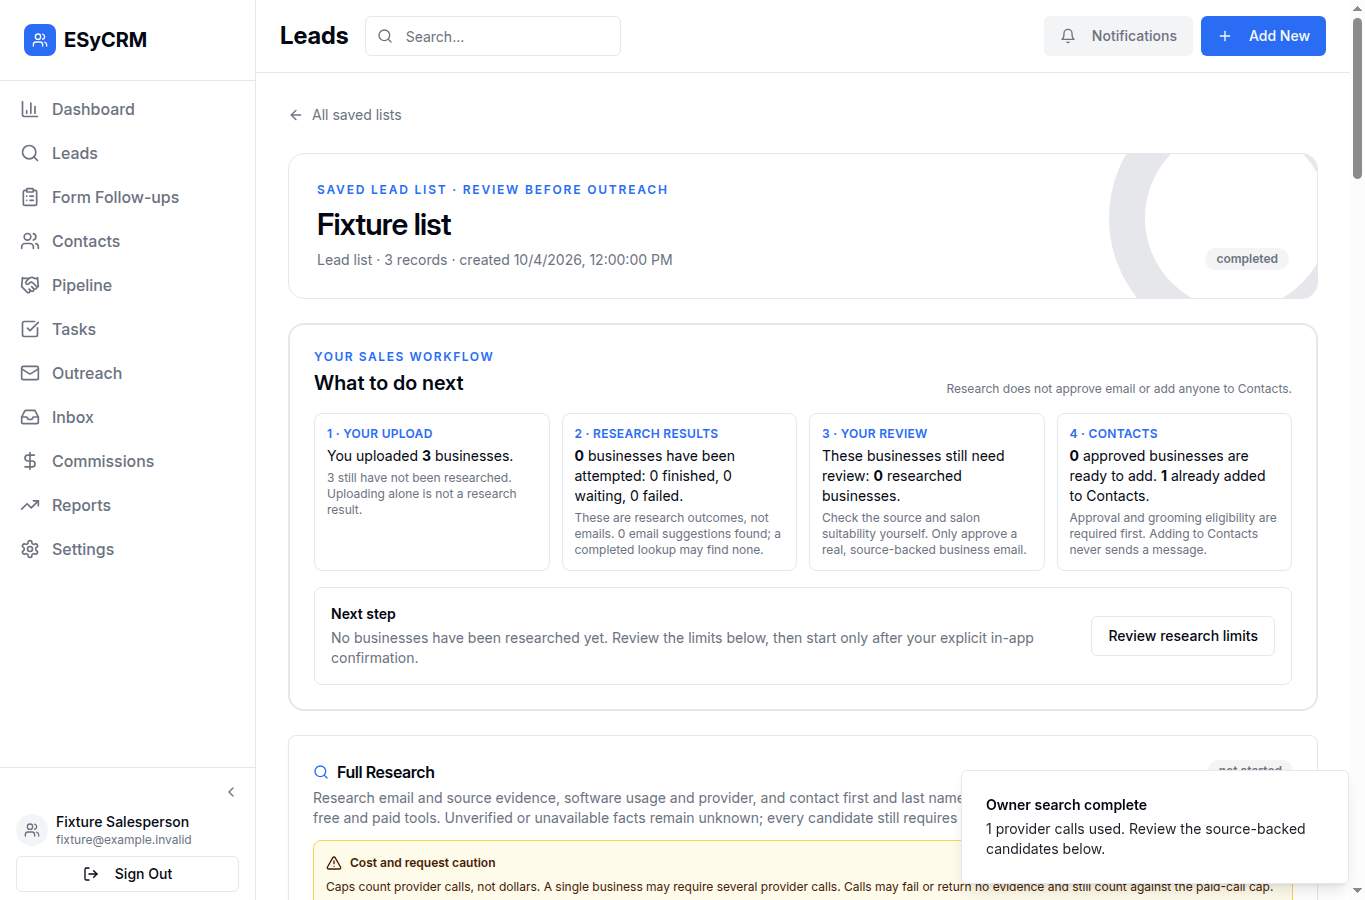 ESyCRM
Leads
Search...
Notifications
Add New
Dashboard
Leads
Form Follow-ups
Contacts
Pipeline
Tasks
Outreach
Inbox
Commissions
Reports
Settings
Fixture Salesperson
fixture@example.invalid
Sign Out
All saved lists
SAVED LEAD LIST · REVIEW BEFORE OUTREACH
Fixture list
Lead list · 3 records · created 10/4/2026, 12:00:00 PM
completed
YOUR SALES WORKFLOW
What to do next
Research does not approve email or add anyone to Contacts.
1 · YOUR UPLOAD
You uploaded 3 businesses.
3 still have not been researched.
Uploading alone is not a research
result.
2 · RESEARCH RESULTS
0 businesses have been
attempted: 0 finished, 0
waiting, 0 failed.
These are research outcomes, not
emails. 0 email suggestions found; a
completed lookup may find none.
3 · YOUR REVIEW
These businesses still need
review: 0 researched
businesses.
Check the source and salon
suitability yourself. Only approve a
real, source-backed business email.
4 · CONTACTS
0 approved businesses are
ready to add. 1 already added
to Contacts.
Approval and grooming eligibility are
required first. Adding to Contacts
never sends a message.
Next step
No businesses have been researched yet. Review the limits below, then start only after your explicit in-app
confirmation.
Review research limits
Full Research
not started
Research email and source evidence, software usage and provider, and contact first and last name
free and paid tools. Unverified or unavailable facts remain unknown; every candidate still requires
Cost and request caution
Caps count provider calls, not dollars. A single business may require several provider calls. Calls may fail or return no evidence and still count against the paid-call cap.
Owner search complete
1 provider calls used. Review the source-backed
candidates below.